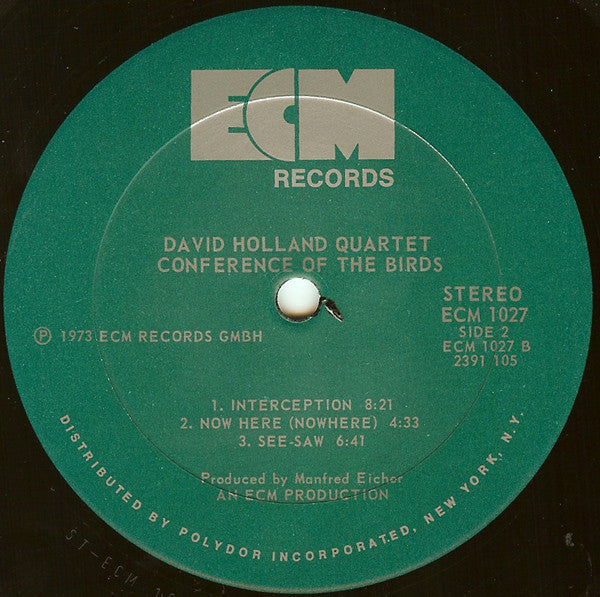 ECM
RECORDS
DAVID HOLLAND QUARTET
CONFERENCE OF THE BIRDS
STEREO
ECM 1027
SIDE 2
ECM 1027 B
2391 105
℗ 1973 ECM RECORDS GMBH
1. INTERCEPTION 8:21
2. NOW HERE (NOWHERE) 4:33
3. SEE-SAW 6:41
Produced by Manfred Eicher
AN ECM PRODUCTION
DISTRIBUTED BY POLYDOR INCORPORATED, NEW YORK, N.Y.
ST-ECM